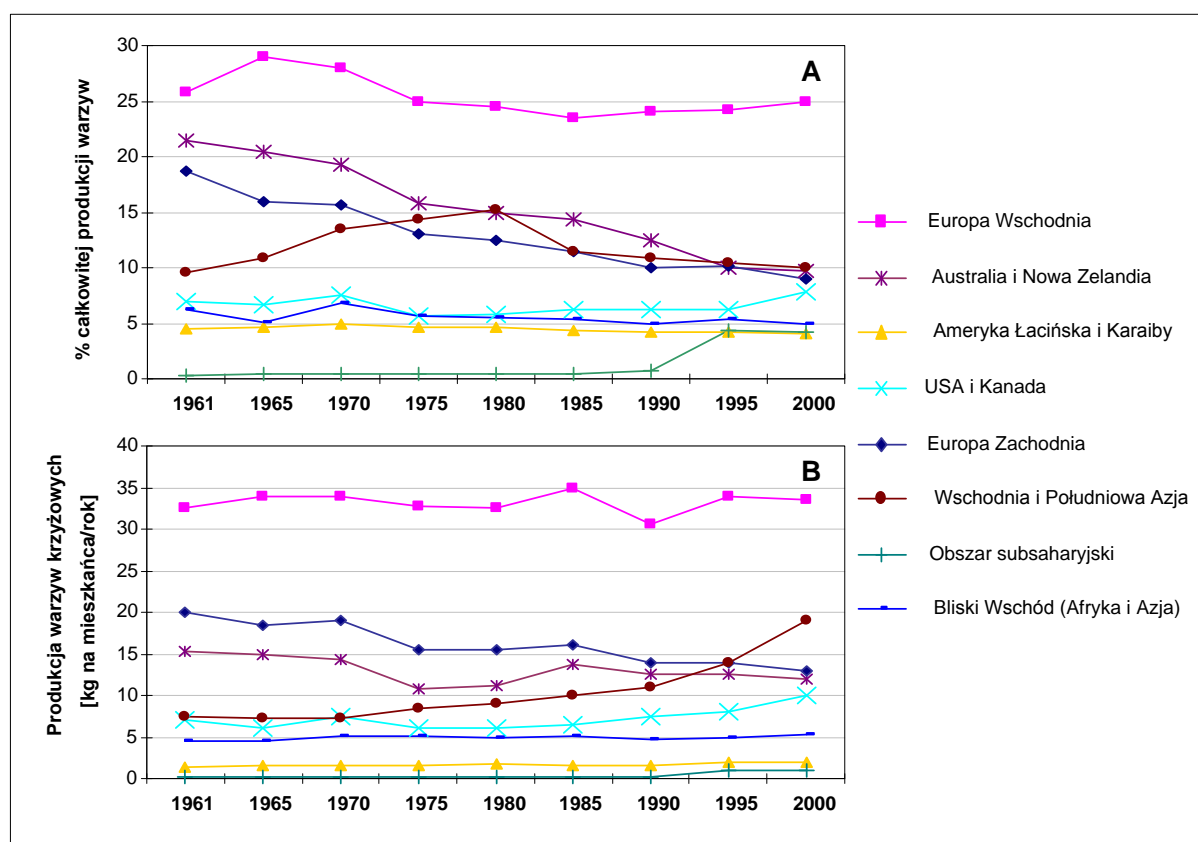 A
% całkowitej produkcji warzyw
30
25
20
15
10
5
0
1961 1965 1970 1975 1980 1985 1990 1995 2000
B
Produkcja warzyw krzyżowych
[kg na mieszkańca/rok]
40
35
30
25
20
15
10
5
0
1961 1965 1970 1975 1980 1985 1990 1995 2000
Europa Wschodnia
Australia i Nowa Zelandia
Ameryka Łacińska i Karaiby
USA i Kanada
Europa Zachodnia
Wschodnia i Południowa Azja
Obszar subsaharyjski
Bliski Wschód (Afryka i Azja)